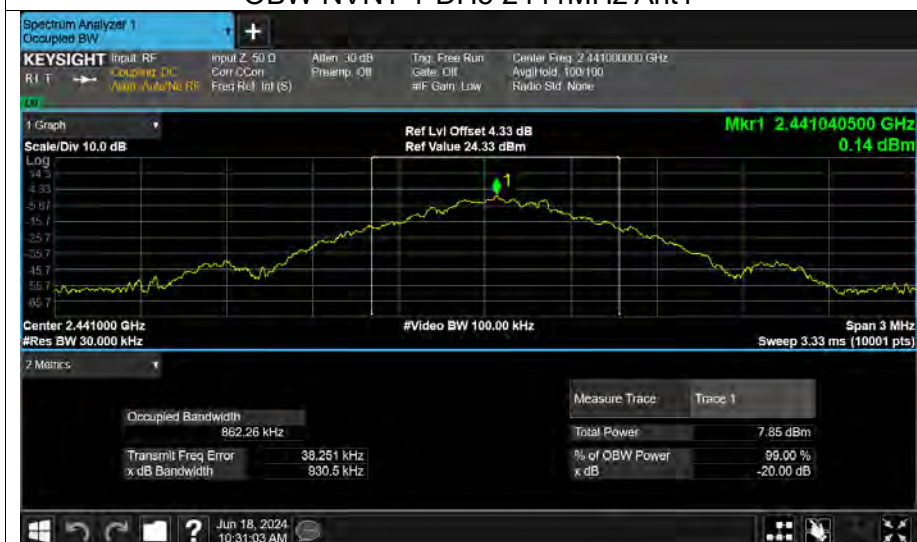 OBW NVNT 1-DH5 2441MHz Ant1
Spectrum Analyzer 1
Occupied BW
KEYSIGHT Input: RF Input Z: 50 Ω Atten: 30 dB Trig: Free Run Center Freq: 2.441000000 GHz
R L T Coupling: DC Corr CCorr Preamp: Off Gate: Off Avg|Hold: 100/100
Align: Auto/No RF Freq Ref: Int (S) #IF Gain: Low Radio Std: None
1 Graph
Ref Lvl Offset 4.33 dB Mkr1 2.441040500 GHz
Scale/Div 10.0 dB Ref Value 24.33 dBm 0.14 dBm
Log
14.3
4.33
-5.67
-15.7
-25.7
-35.7
-45.7
-55.7
-65.7
1
Center 2.441000 GHz #Video BW 100.00 kHz Span 3 MHz
#Res BW 30.000 kHz Sweep 3.33 ms (10001 pts)
2 Metrics
Measure Trace Trace 1
Occupied Bandwidth
862.26 kHz Total Power 7.85 dBm
Transmit Freq Error 38.251 kHz % of OBW Power 99.00 %
x dB Bandwidth 930.5 kHz x dB -20.00 dB
Jun 18, 2024
10:31:03 AM